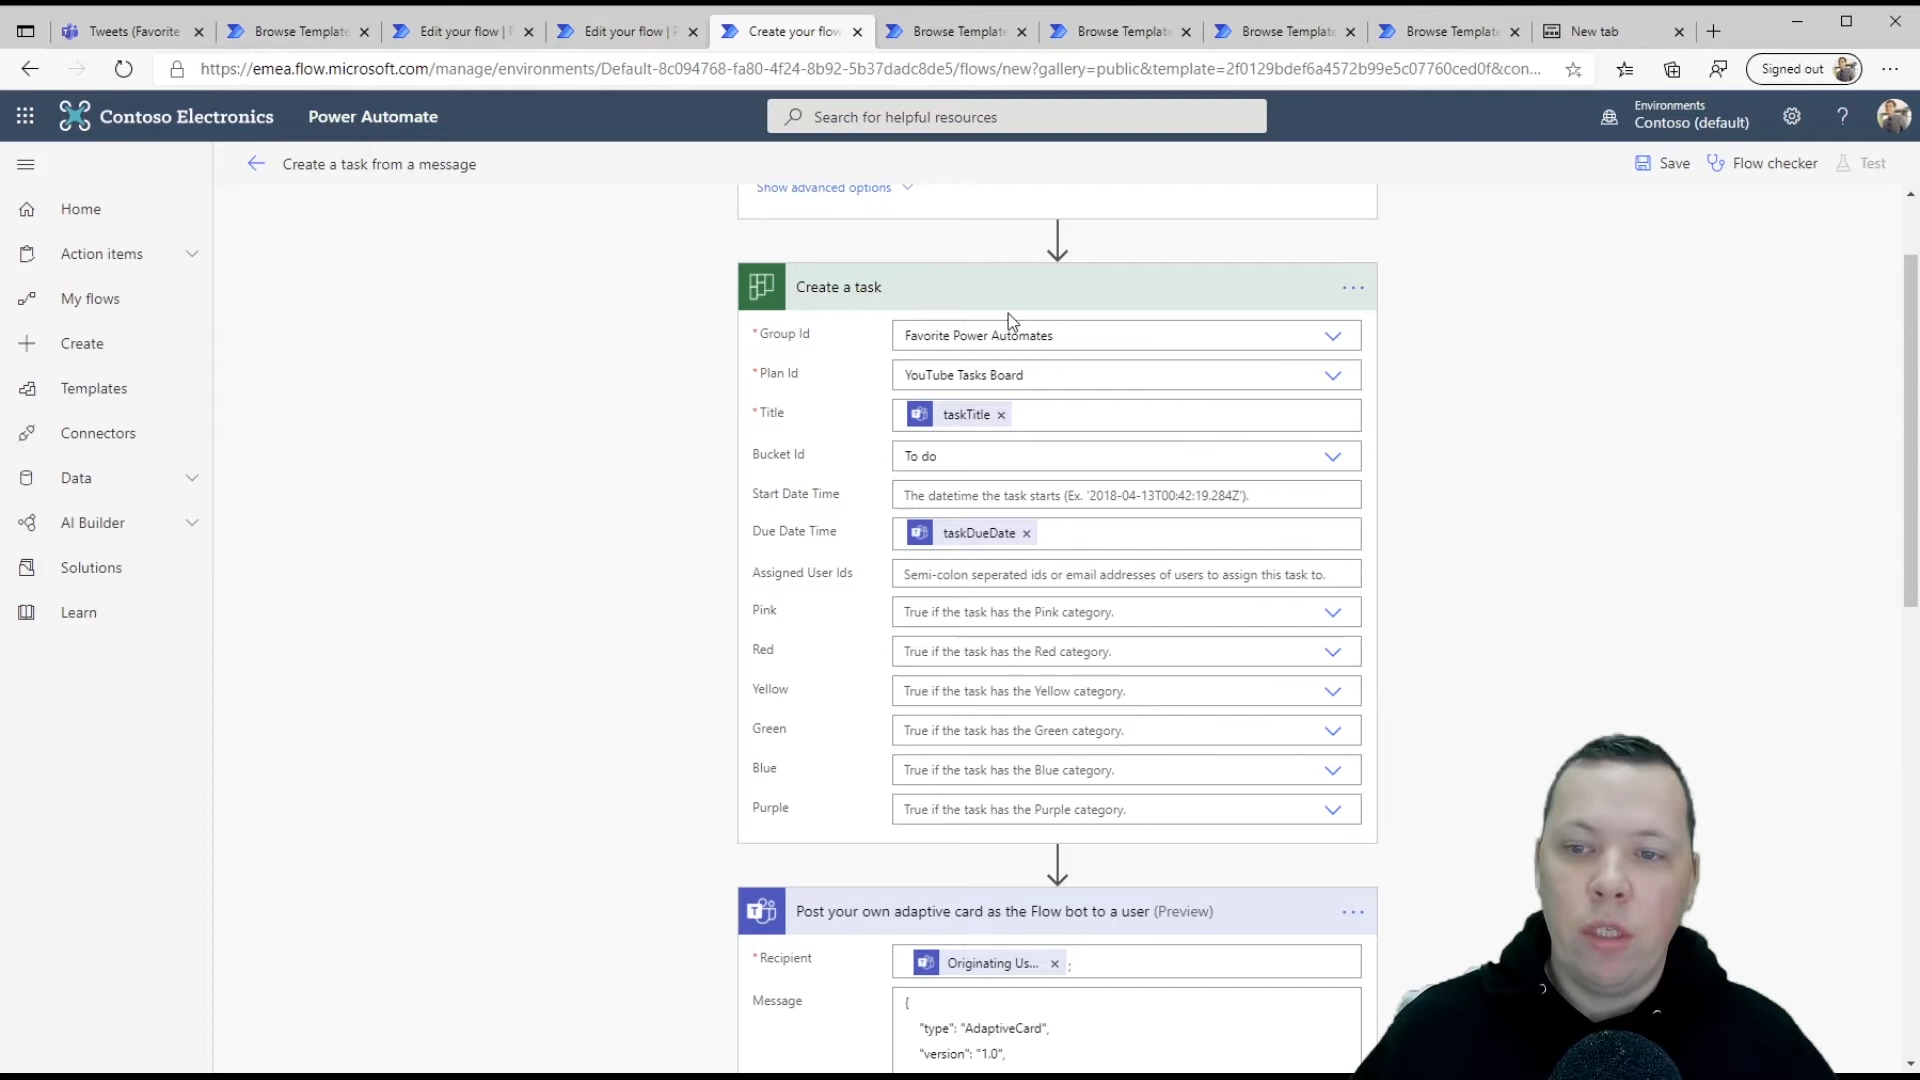 Tweets (Favorite
Browse Template
Edit your flow | P
Edit your flow | P
Create your flow
Browse Template
Browse Template
Browse Template
Browse Template
New tab
https://emea.flow.microsoft.com/manage/environments/Default-8c094768-fa80-4f24-8b92-5b37dadc8de5/flows/new?gallery=public&template=2f0129bdef6a4572b99e5c07760ced0f&con...
Signed out
Contoso Electronics
Power Automate
Search for helpful resources
Environments
Contoso (default)
Create a task from a message
Save
Flow checker
Test
Home
Action items
My flows
Create
Templates
Connectors
Data
AI Builder
Solutions
Learn
Show advanced options
Create a task
* Group Id
Favorite Power Automates
* Plan Id
YouTube Tasks Board
* Title
taskTitle
Bucket Id
To do
Start Date Time
The datetime the task starts (Ex. '2018-04-13T00:42:19.284Z').
Due Date Time
taskDueDate
Assigned User Ids
Semi-colon seperated ids or email addresses of users to assign this task to.
Pink
True if the task has the Pink category.
Red
True if the task has the Red category.
Yellow
True if the task has the Yellow category.
Green
True if the task has the Green category.
Blue
True if the task has the Blue category.
Purple
True if the task has the Purple category.
Post your own adaptive card as the Flow bot to a user (Preview)
* Recipient
Originating Us... ;
Message
{
"type": "AdaptiveCard",
"version": "1.0",